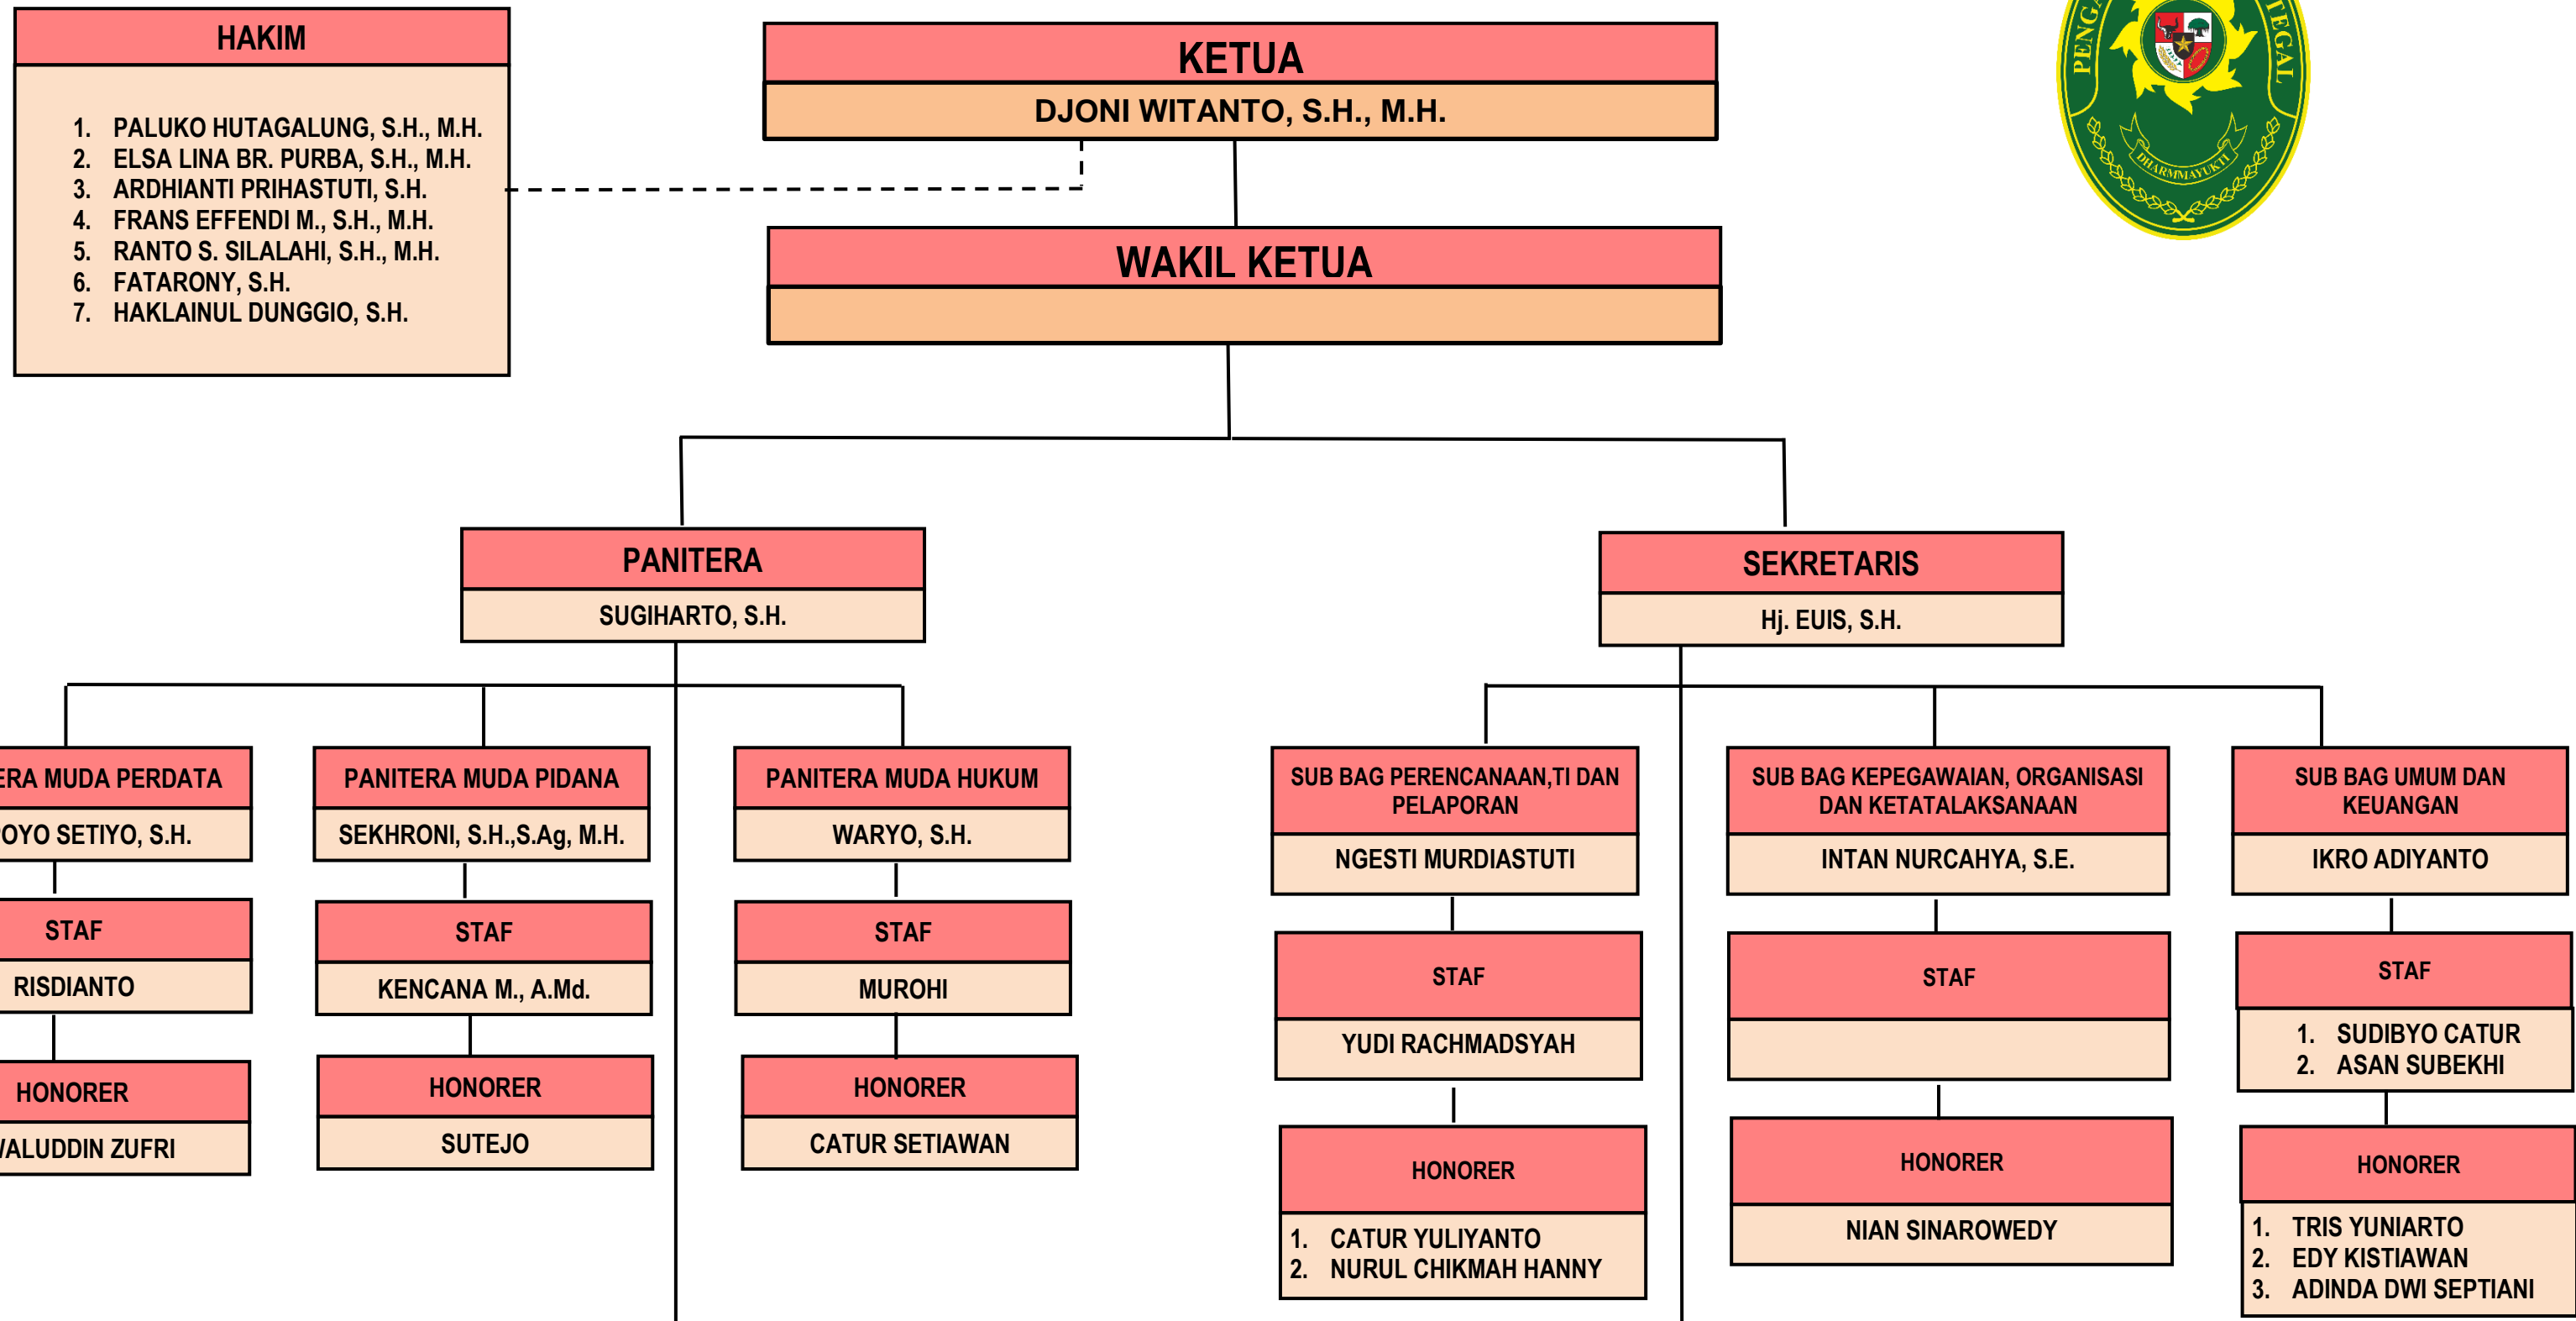 HAKIM
1. PALUKO HUTAGALUNG, S.H., M.H.
2. ELSA LINA BR. PURBA, S.H., M.H.
3. ARDHIANTI PRIHASTUTI, S.H.
4. FRANS EFFENDI M., S.H., M.H.
5. RANTO S. SILALAHI, S.H., M.H.
6. FATARONY, S.H.
7. HAKLAINUL DUNGGIO, S.H.
KETUA
DJONI WITANTO, S.H., M.H.
TEGAL
DHARMMAYUKTI
WAKIL KETUA
PANITERA
SUGIHARTO, S.H.
SEKRETARIS
Hj. EUIS, S.H.
MUDA PERDATA
SETIYO, S.H.
STAF
RISDIANTO
HONORER
ZUFRI
PANITERA MUDA PIDANA
SEKHRONI, S.H.,S.Ag, M.H.
STAF
KENCANA M., A.Md.
HONORER
SUTEJO
PANITERA MUDA HUKUM
WARYO, S.H.
STAF
MUROHI
HONORER
CATUR SETIAWAN
SUB BAG PERENCANAAN,TI DAN
PELAPORAN
NGESTI MURDIASTUTI
STAF
YUDI RACHMADSYAH
HONORER
1. CATUR YULIYANTO
2. NURUL CHIKMAH HANNY
SUB BAG KEPEGAWAIAN, ORGANISASI
DAN KETATALAKSANAAN
INTAN NURCAHYA, S.E.
STAF
HONORER
NIAN SINAROWEDY
SUB BAG UMUM DAN
KEUANGAN
IKRO ADIYANTO
STAF
1. SUDIBYO CATUR
2. ASAN SUBEKHI
HONORER
1. TRIS YUNIARTO
2. EDY KISTIAWAN
3. ADINDA DWI SEPTIANI